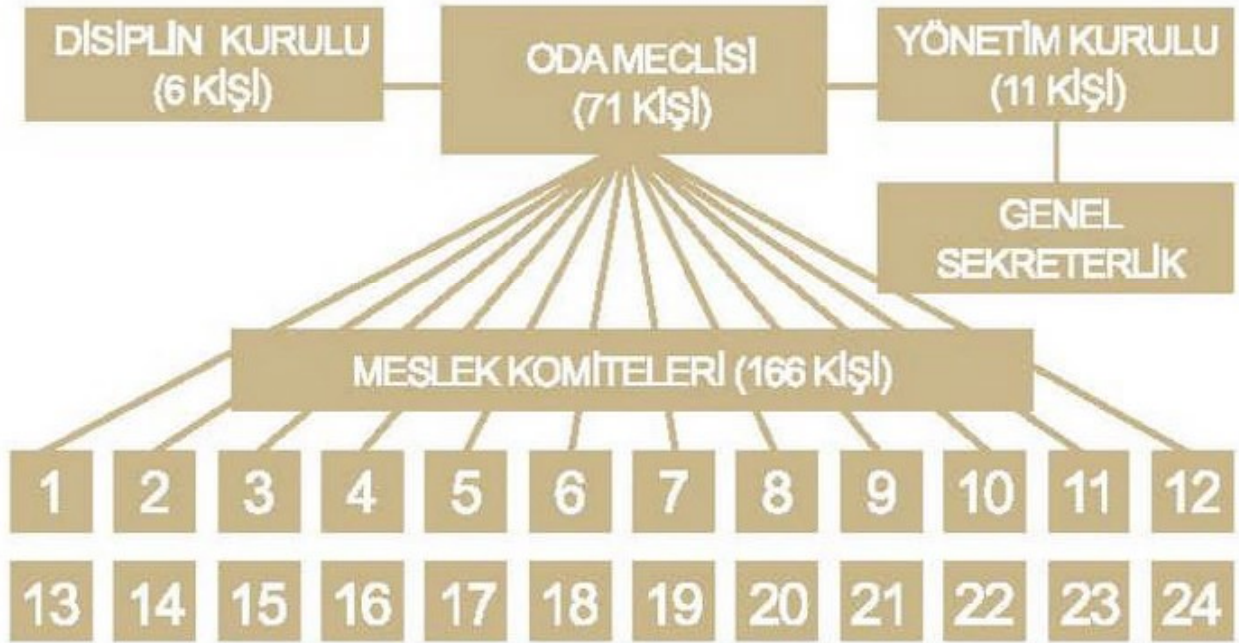 DİSİPLİN KURULU
(6 KİŞİ)
ODA MECLİSİ
(71 KİŞİ)
YÖNETİM KURULU
(11 KİŞİ)
GENEL
SEKRETERLİK
MESLEK KOMİTELERİ (166 KİŞİ)
1 2 3 4 5 6 7 8 9 10 11 12
13 14 15 16 17 18 19 20 21 22 23 24